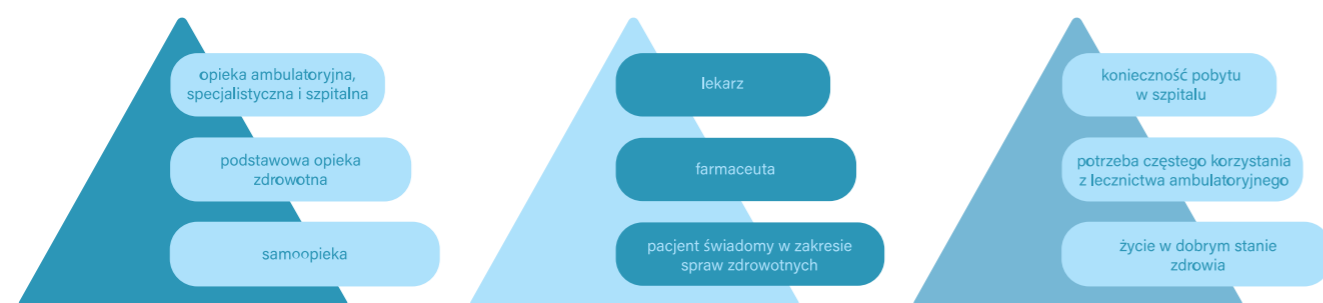 opieka ambulatoryjna,
specjalistyczna i szpitalna
podstawowa opieka
zdrowotna
samoopieka
lekarz
farmaceuta
pacjent świadomy w zakresie
spraw zdrowotnych
konieczność pobytu
w szpitalu
potrzeba częstego korzystania
z lecznictwa ambulatoryjnego
życie w dobrym stanie
zdrowia